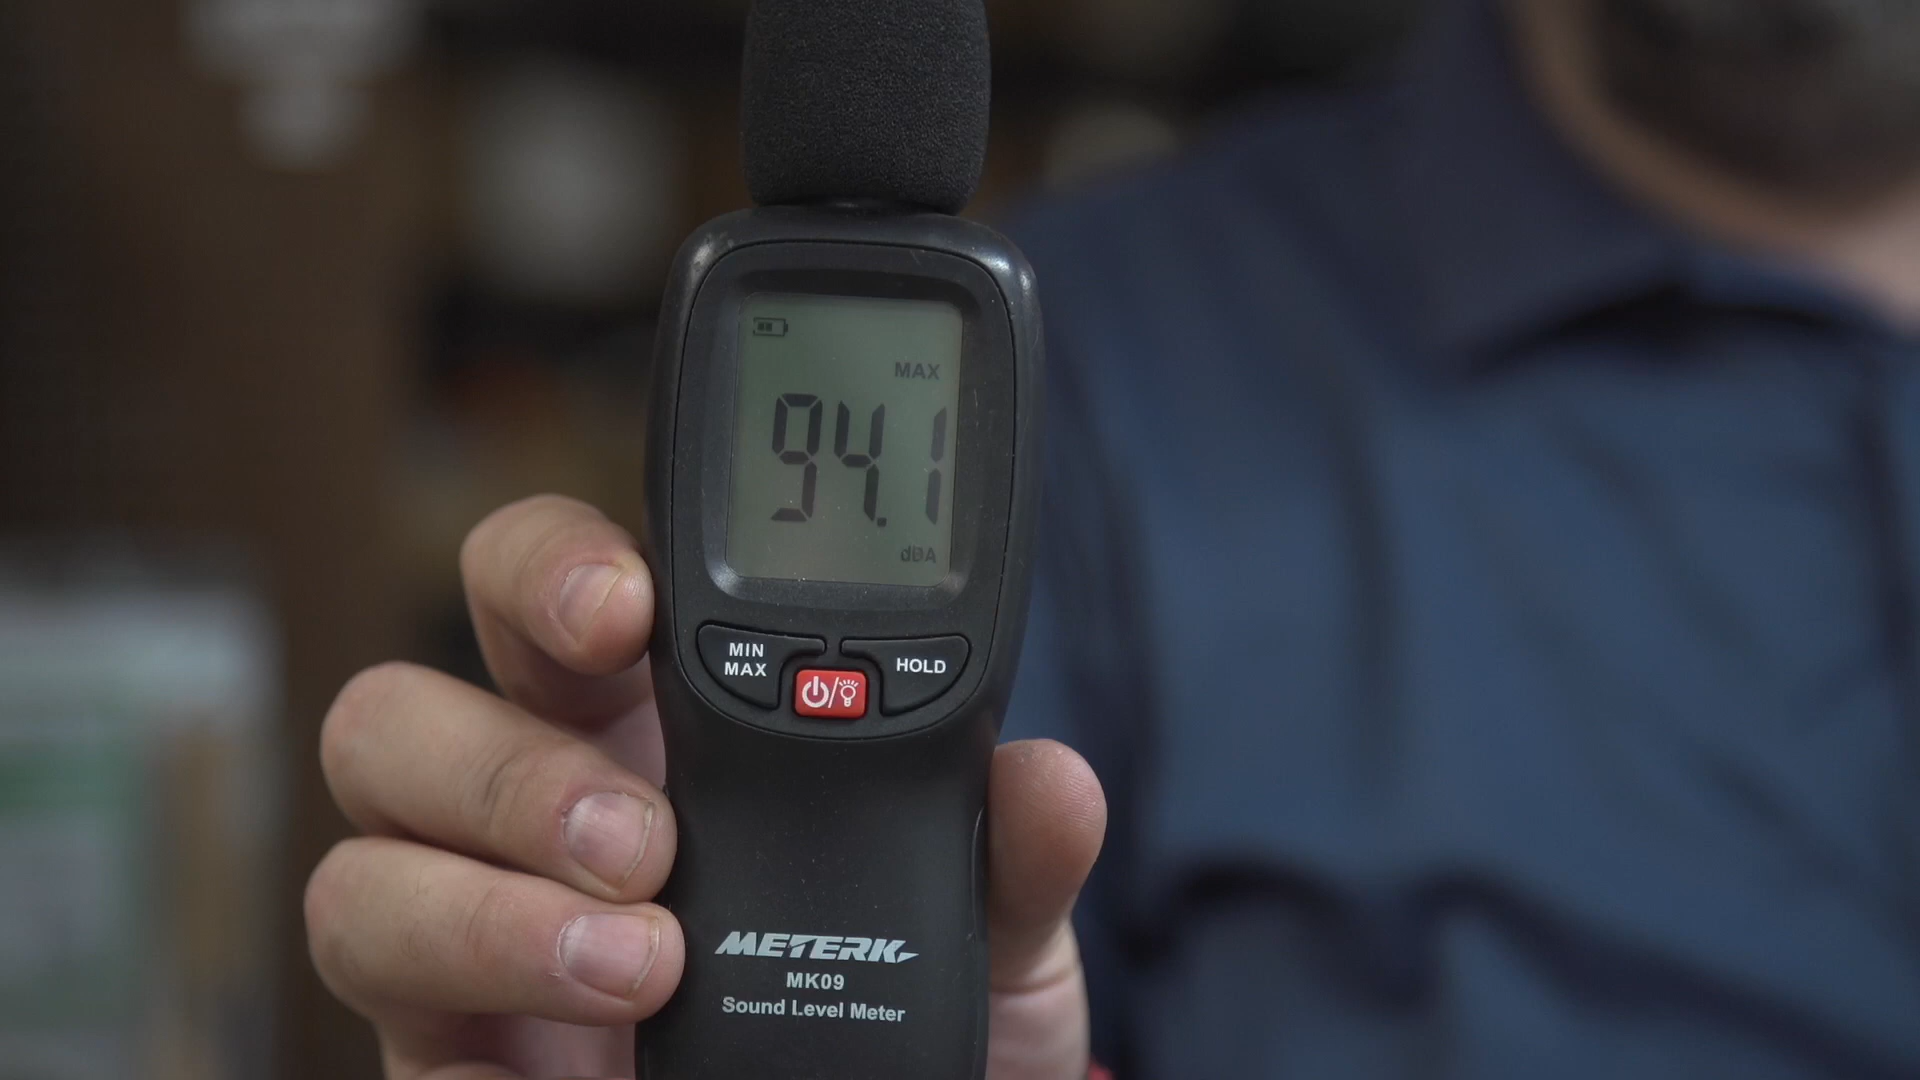 MAX
94.1
dBA
MIN
MAX
HOLD
METERK
MK09
Sound Level Meter